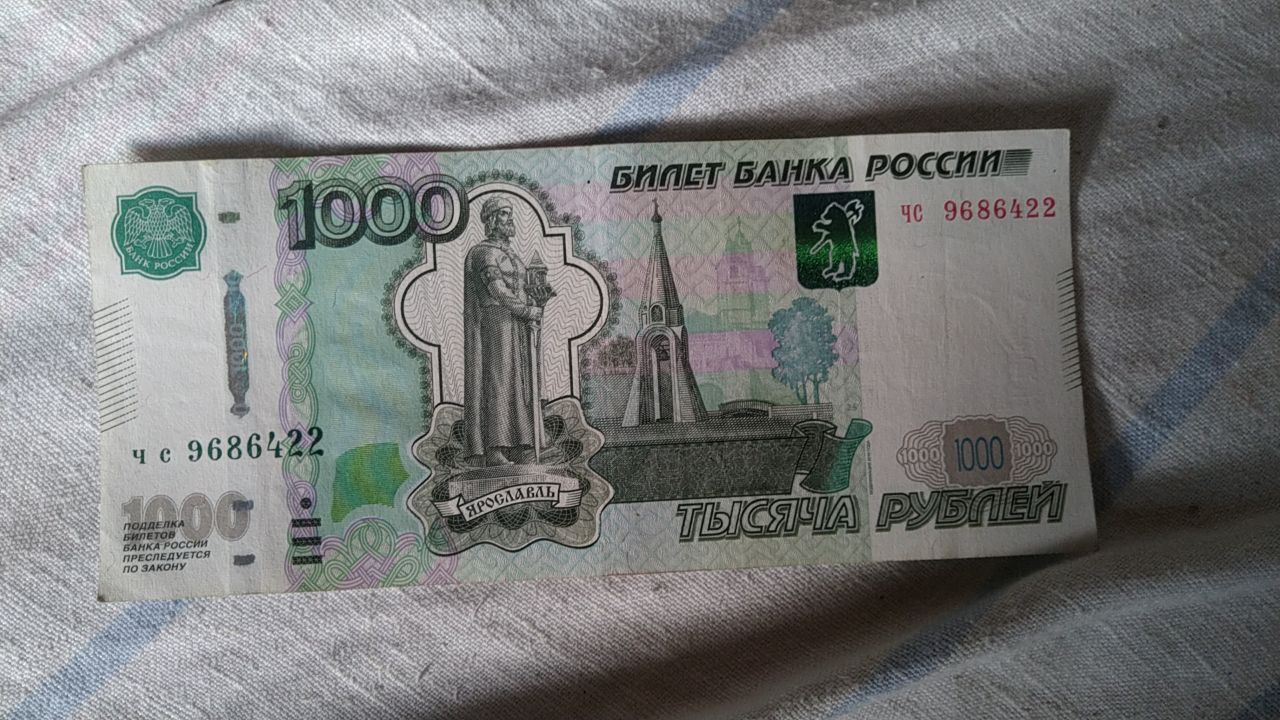 БИЛЕТ БАНКА РОССИИ
1000
БАНК РОССИИ
чс 9686422
1000
чс 9686422
1000
ПОДДЕЛКА
БИЛЕТОВ
БАНКА РОССИИ
ПРЕСЛЕДУЕТСЯ
ПО ЗАКОНУ
ЯРОСЛАВЛЬ
1000 1000 1000
ТЫСЯЧА РУБЛЕЙ